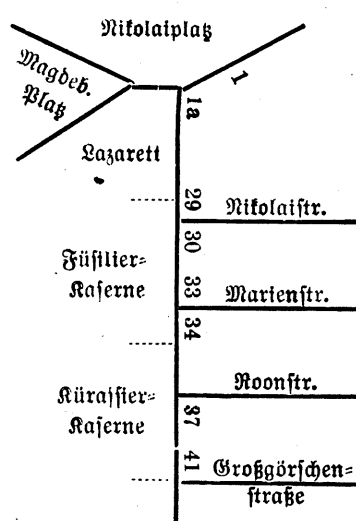 Nikolaiplatz
Magdeb.
Platz
1
1a
Lazarett
29
Nikolaistr.
30
Füsilier-
Kaserne
33
Marienstr.
34
Roonstr.
Kürassier-
Kaserne
37
41
Großgörschen-
straße